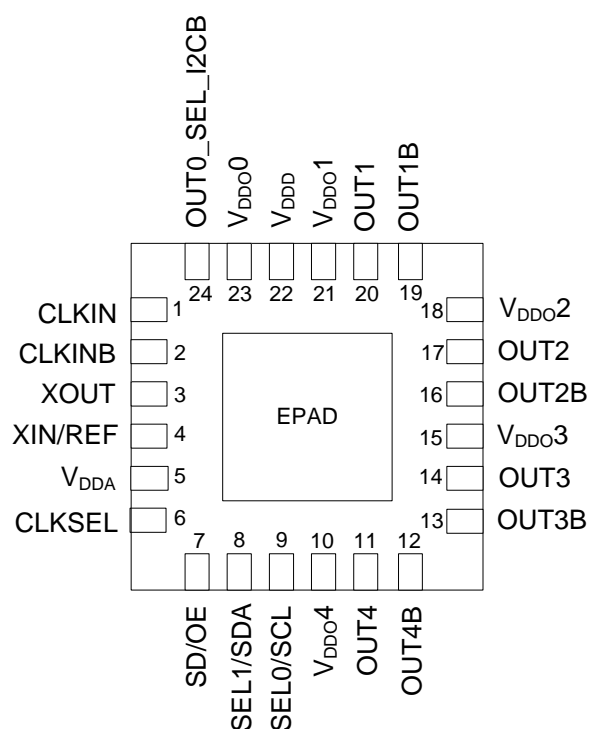 OUT0_SEL_I2CB
VDDO0
VDDD
VDDO1
OUT1
OUT1B
24
23
22
21
20
19
CLKIN
1
CLKINB
2
XOUT
3
XIN/REF
4
VDDA
5
CLKSEL
6
EPAD
18
VDDO2
17
OUT2
16
OUT2B
15
VDDO3
14
OUT3
13
OUT3B
7
8
9
10
11
12
SD/OE
SEL1/SDA
SEL0/SCL
VDDO4
OUT4
OUT4B